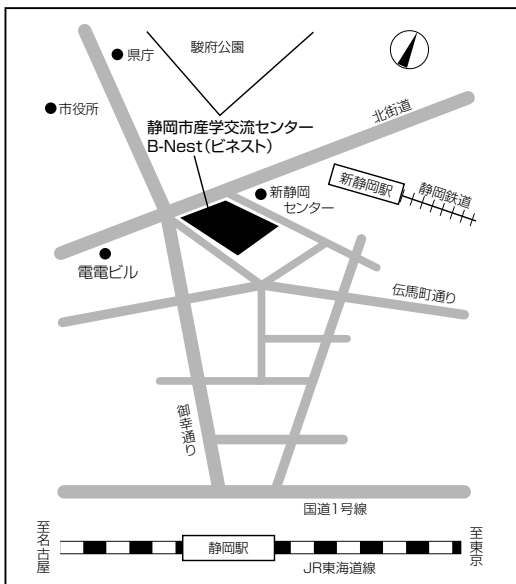 県庁
駿府公園
市役所
北街道
静岡市産学交流センター
B-Nest(ビネスト)
新静岡
センター
新静岡駅
静岡鉄道
電電ビル
伝馬町通り
御幸通り
国道1号線
至名古屋
静岡駅
至東京
JR東海道線